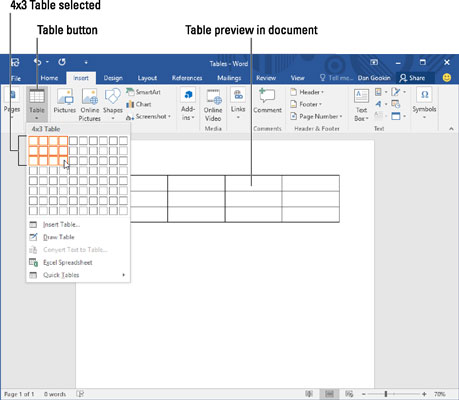 4x3 Table selected
Table button
Table preview in document
Tables - Word
File
Home
Insert
Design
Layout
References
Mailings
Review
View
Tell me...
Dan Gookin
Share
Pages
Table
Pictures
Online Pictures
Shapes
SmartArt
Chart
Screenshot
Add-ins
Online Video
Links
Comment
Header
Footer
Page Number
Text Box
Symbols
Media
Comments
Header & Footer
Text
4x3 Table
Insert Table...
Draw Table
Convert Text to Table...
Excel Spreadsheet
Quick Tables
Page 1 of 1
8 words
70%